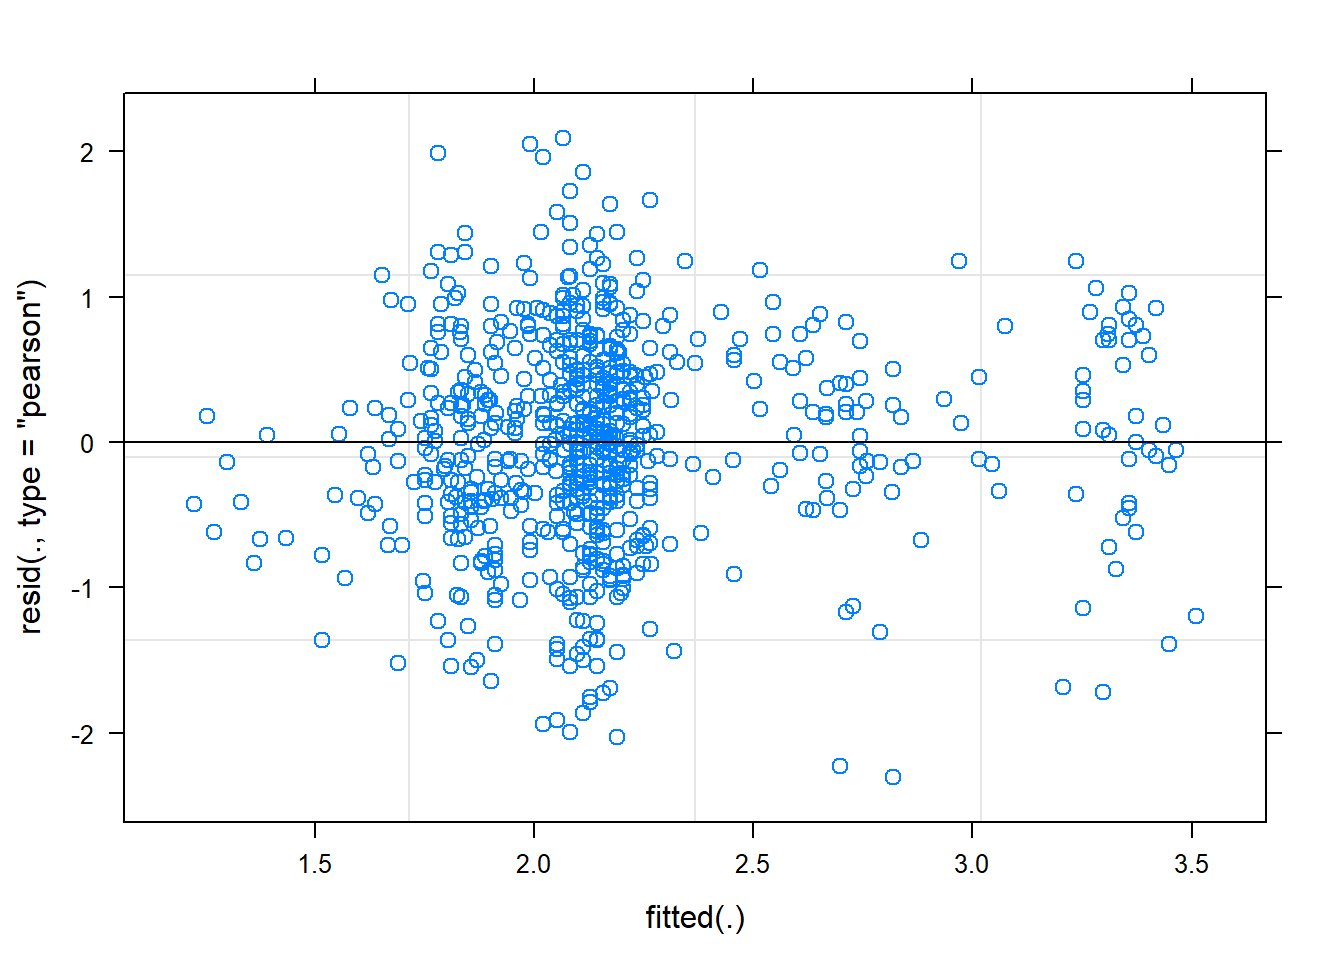 2
1
0
-1
-2
resid(., type = "pearson")
1.5 2.0 2.5 3.0 3.5
fitted(.)